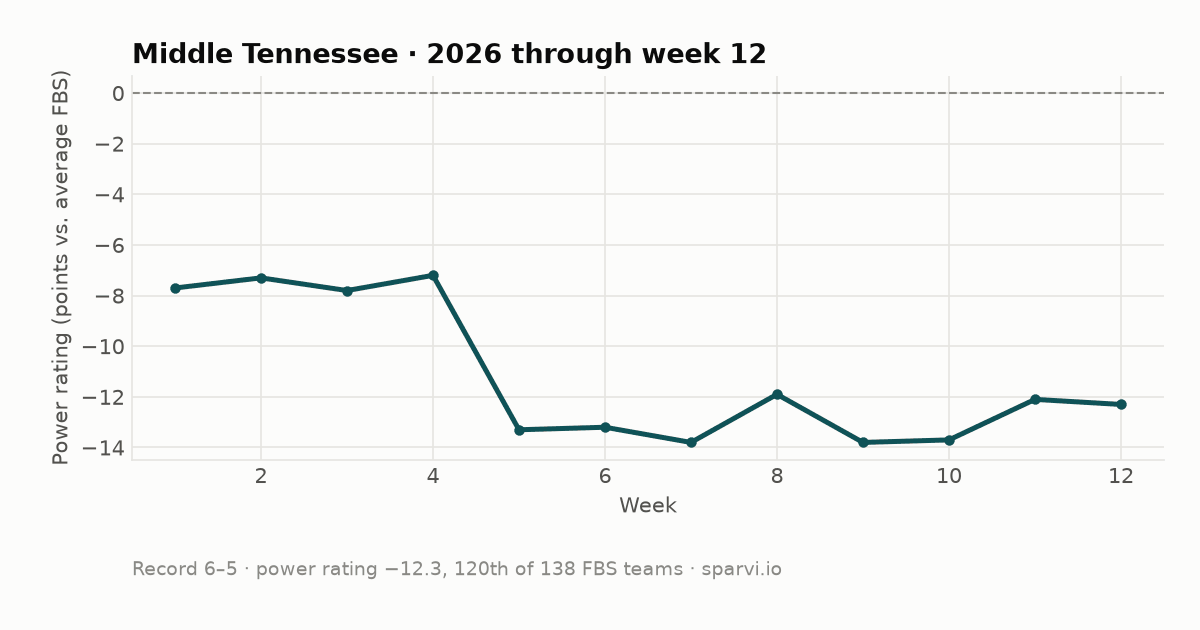 Middle Tennessee · 2026 through week 12
Power rating (points vs. average FBS)
0
−2
−4
−6
−8
−10
−12
−14
2 4 6 8 10 12
Week
Record 6–5 · power rating −12.3, 120th of 138 FBS teams · sparvi.io